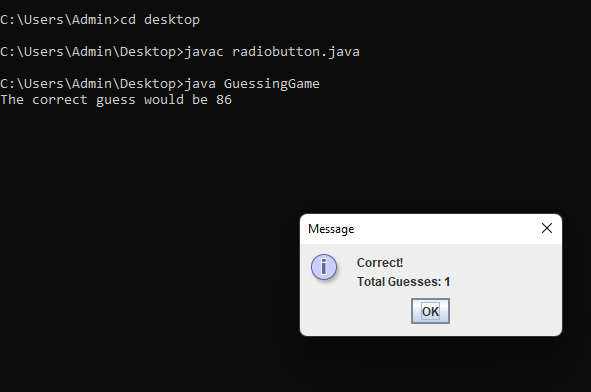 C:\Users\Admin>cd desktop
C:\Users\Admin\Desktop>javac radiobutton.java
C:\Users\Admin\Desktop>java GuessingGame
The correct guess would be 86
Message
Correct!
Total Guesses: 1
OK